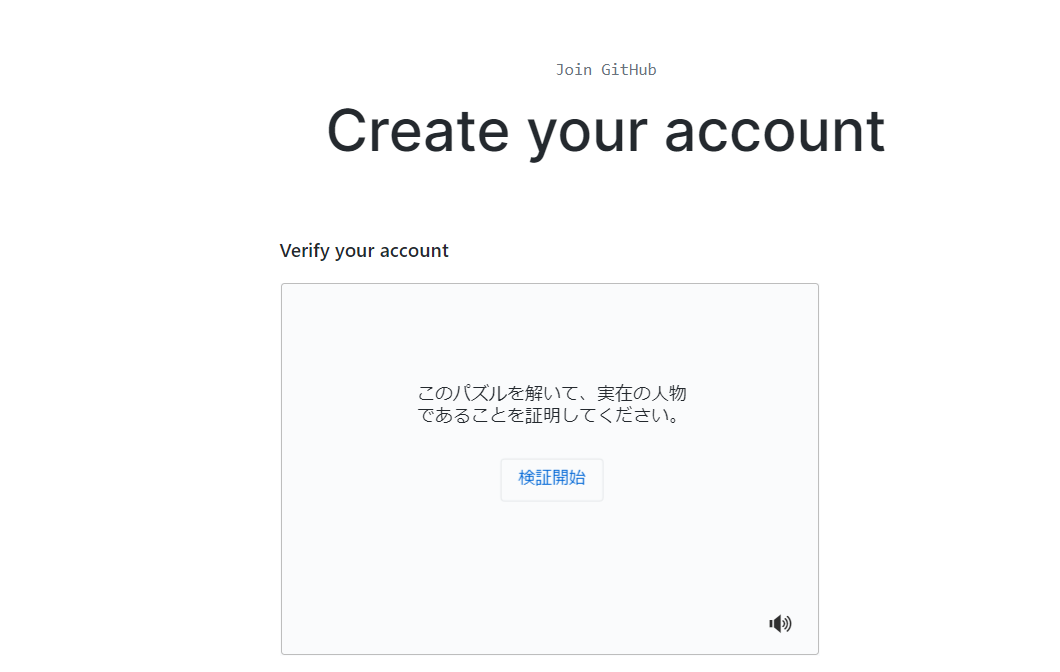 Join GitHub
Create your account
Verify your account
このパズルを解いて、実在の人物
であることを証明してください。
検証開始